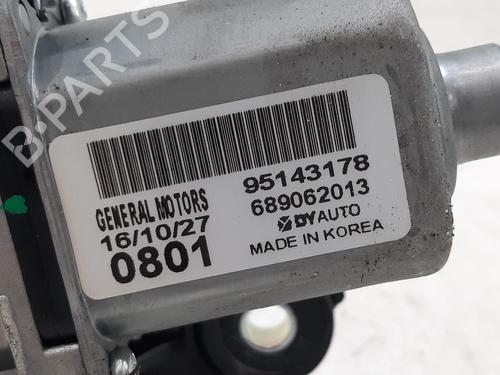 B-PARTS
95143178
GENERAL MOTORS
689062013
16/10/27
DY AUTO
0801
MADE IN KOREA